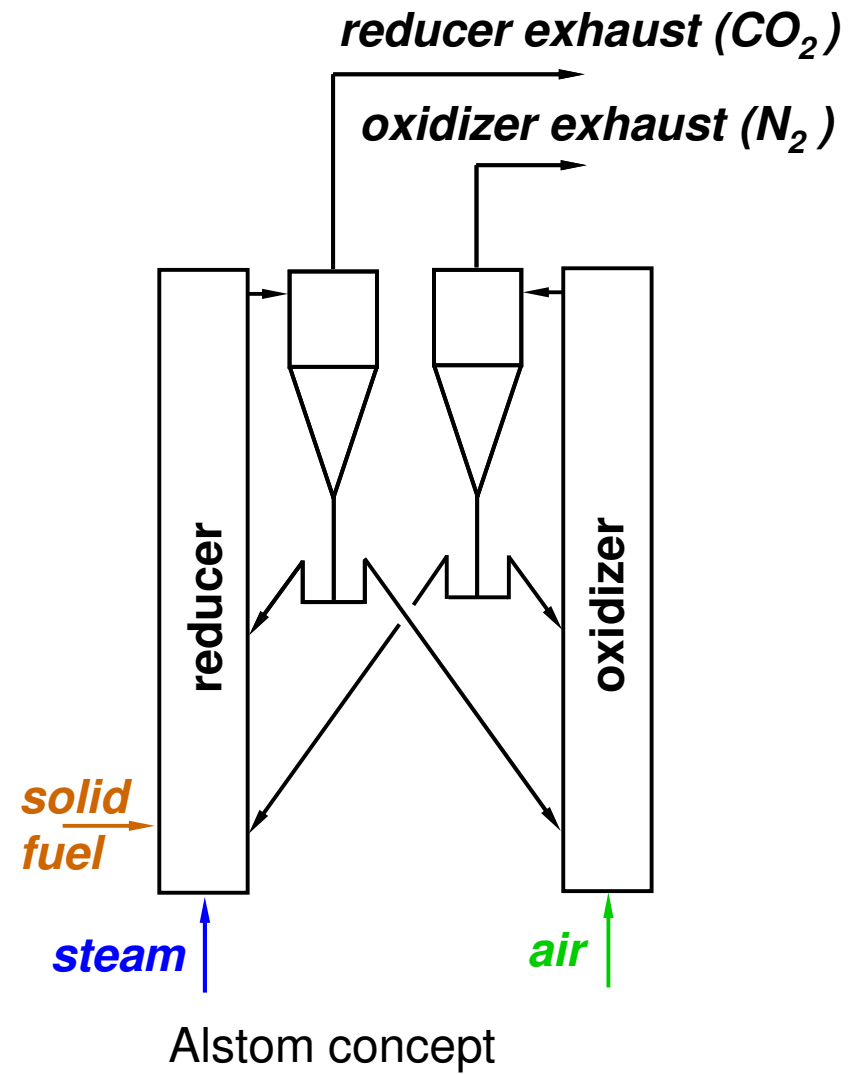 reducer exhaust (CO₂ )
oxidizer exhaust (N₂ )
reducer
oxidizer
solid
fuel
steam
air
Alstom concept